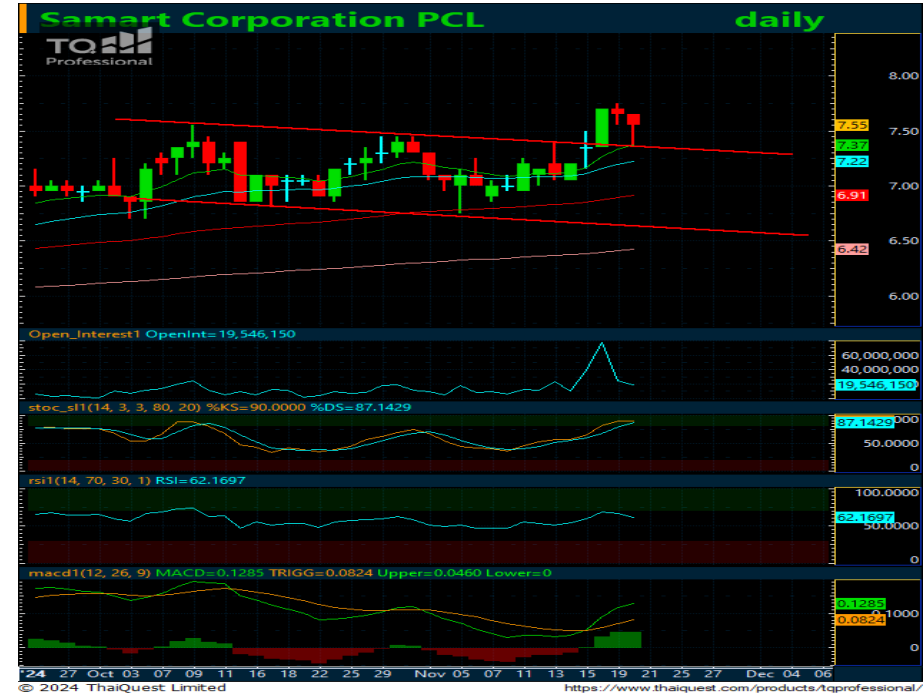 Samart Corporation PCL daily
TQ
Professional
8.00
7.55
7.50
7.37
7.22
7.00
6.91
6.50
6.42
6.00
Open_Interest1 OpenInt=19,546,150
60,000,000
40,000,000
19,546,150
stoc_sl1(14, 3, 3, 80, 20) %KS=90.0000 %DS=87.1429
87.1429
50.0000
0
rsi1(14, 70, 30, 1) RSI=62.1697
100.0000
62.1697
50.0000
0
macd1(12, 26, 9) MACD=0.1285 TRIGG=0.0824 Upper=0.0460 Lower=0
0.1285
0.1000
0.0824
0
'24 27 Oct 03 07 09 11 16 18 22 25 29 Nov 05 07 11 13 15 19 21 25 27 Dec 04 06
© 2024 ThaiQuest Limited https://www.thaiquest.com/products/tqprofessional/